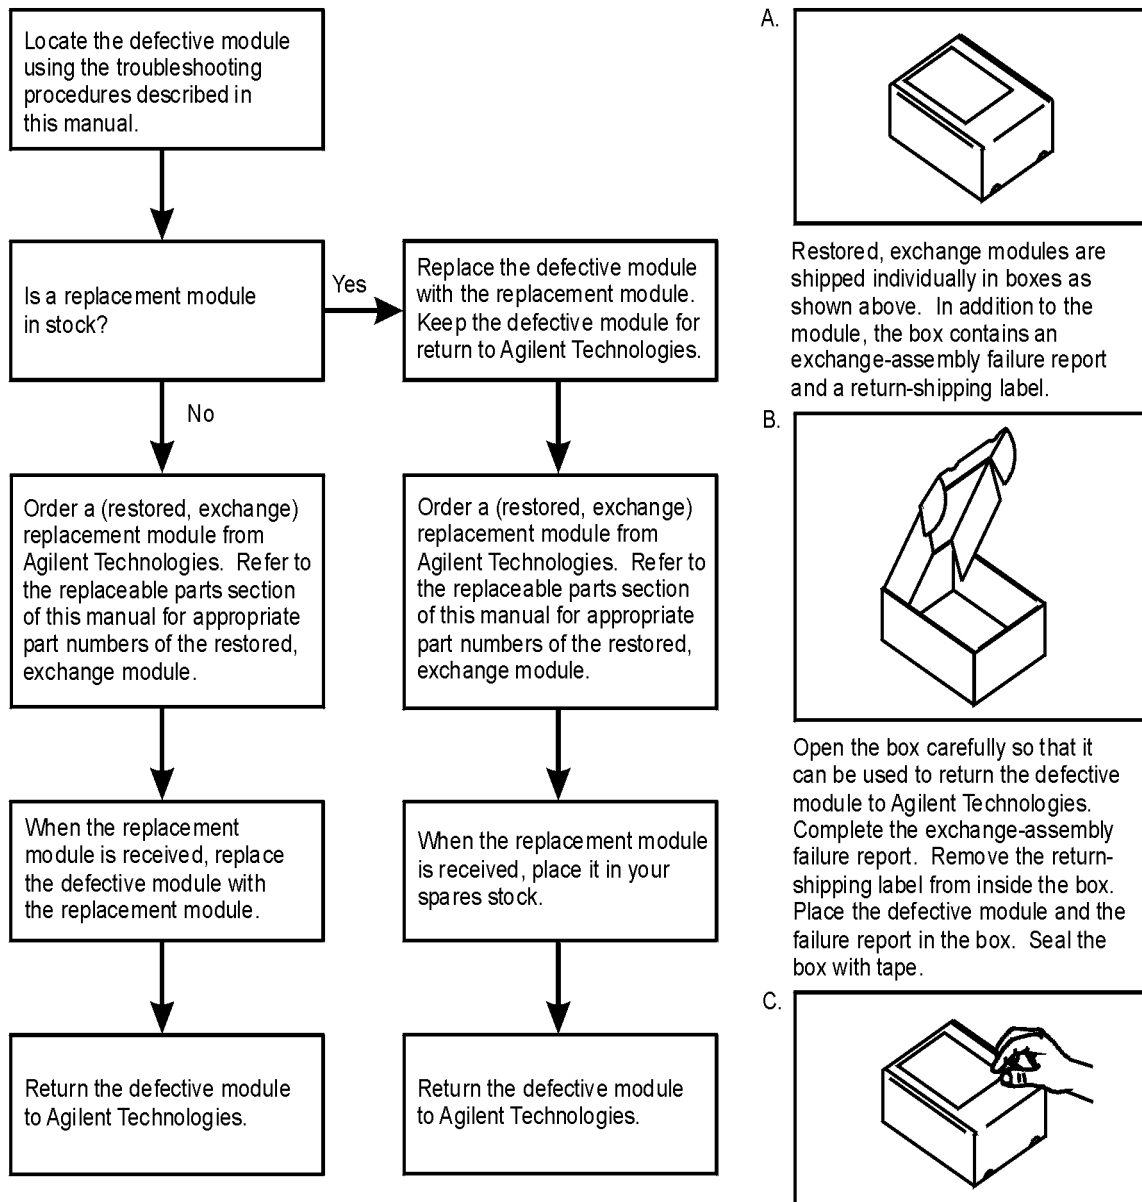 Locate the defective module
using the troubleshooting
procedures described in
this manual.
Is a replacement module
in stock?
Yes
No
Replace the defective module
with the replacement module.
Keep the defective module for
return to Agilent Technologies.
Order a (restored, exchange)
replacement module from
Agilent Technologies.  Refer to
the replaceable parts section
of this manual for appropriate
part numbers of the restored,
exchange module.
Order a (restored, exchange)
replacement module from
Agilent Technologies.  Refer to
the replaceable parts section
of this manual for appropriate
part numbers of the restored,
exchange module.
When the replacement
module is received, replace
the defective module with
the replacement module.
When the replacement module
is received, place it in your
spares stock.
Return the defective module
to Agilent Technologies.
Return the defective module
to Agilent Technologies.
A.
Restored, exchange modules are
shipped individually in boxes as
shown above.  In addition to the
module, the box contains an
exchange-assembly failure report
and a return-shipping label.
B.
Open the box carefully so that it
can be used to return the defective
module to Agilent Technologies.
Complete the exchange-assembly
failure report.  Remove the return-
shipping label from inside the box.
Place the defective module and the
failure report in the box.  Seal the
box with tape.
C.